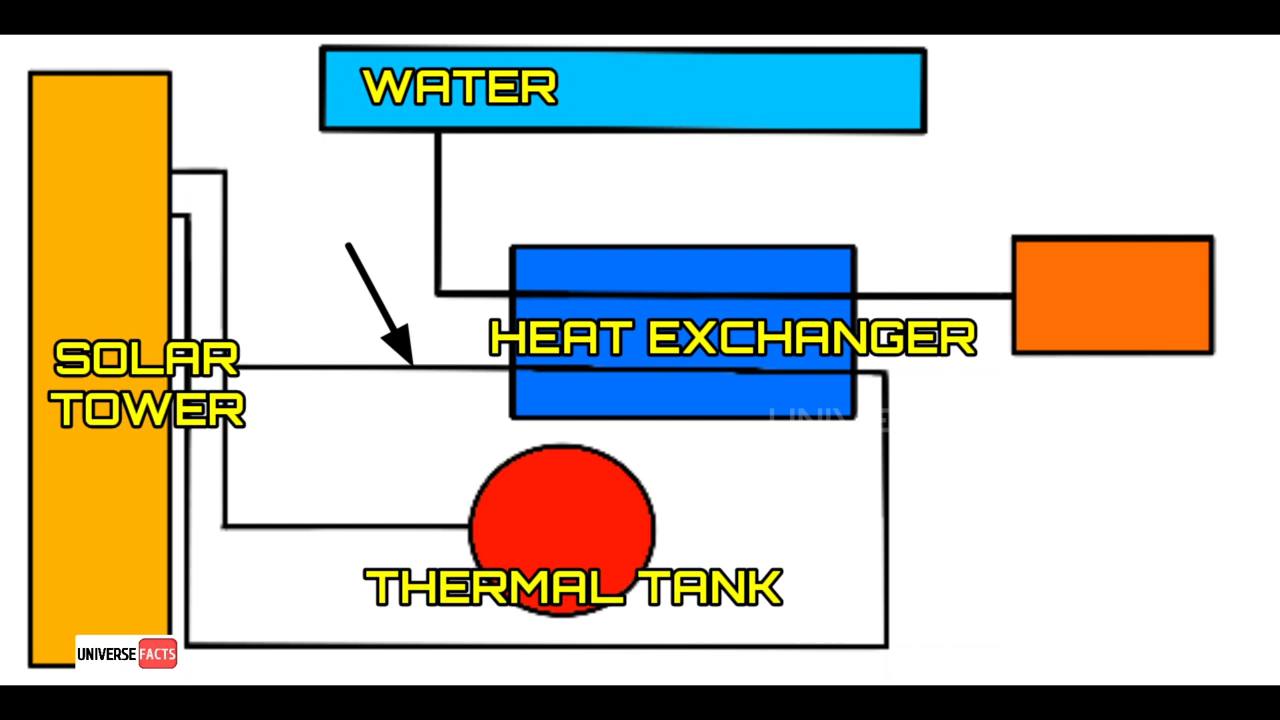 WATER
HEAT EXCHANGER
SOLAR
TOWER
THERMAL TANK
UNIVERSE FACTS